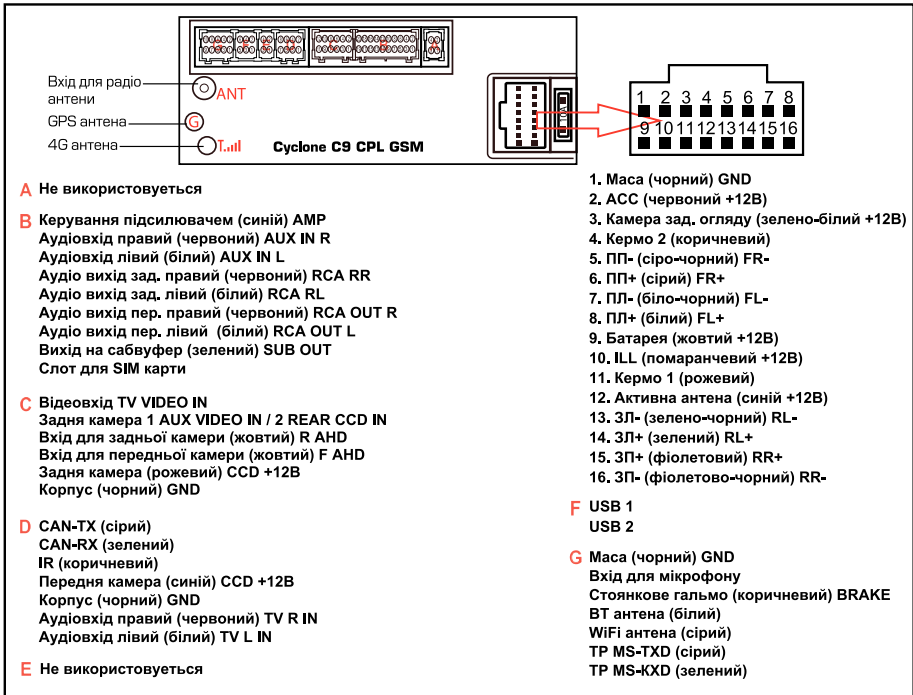 G F E D C B A
Вхід для радіо
антени
ANT
GPS антена
G
4G антена
T
Cyclone C9 CPL GSM
10A
1 2 3 4 5 6 7 8
9 10 11 12 13 14 15 16
A Не використовуеться
B Керування підсилювачем (синій) AMP
Аудіовхід правий (червоний) AUX IN R
Аудіовхід лівий (білий) AUX IN L
Аудіо вихід зад. правий (червоний) RCA RR
Аудіо вихід зад. лівий (білий) RCA RL
Аудіо вихід пер. правий (червоний) RCA OUT R
Аудіо вихід пер. лівий (білий) RCA OUT L
Вихід на сабвуфер (зелений) SUB OUT
Слот для SIM карти
C Відеовхід TV VIDEO IN
Задня камера 1 AUX VIDEO IN / 2 REAR CCD IN
Вхід для задньої камери (жовтий) R AHD
Вхід для передньої камери (жовтий) F AHD
Задня камера (рожевий) CCD +12В
Корпус (чорний) GND
D CAN-TX (сірий)
CAN-RX (зелений)
IR (коричневий)
Передня камера (синій) CCD +12В
Корпус (чорний) GND
Аудіовхід правий (червоний) TV R IN
Аудіовхід лівий (білий) TV L IN
E Не використовуеться
1. Маса (чорний) GND
2. ACC (червоний +12В)
3. Камера зад. огляду (зелено-білий +12В)
4. Кермо 2 (коричневий)
5. ПП- (сіро-чорний) FR-
6. ПП+ (сірий) FR+
7. ПЛ- (біло-чорний) FL-
8. ПЛ+ (білий) FL+
9. Батарея (жовтий +12В)
10. ILL (помаранчевий +12В)
11. Кермо 1 (рожевий)
12. Активна антена (синій +12В)
13. ЗЛ- (зелено-чорний) RL-
14. ЗЛ+ (зелений) RL+
15. ЗП+ (фіолетовий) RR+
16. ЗП- (фіолетово-чорний) RR-
F USB 1
USB 2
G Маса (чорний) GND
Вхід для мікрофону
Стоянкове гальмо (коричневий) BRAKE
BT антена (білий)
WiFi антена (сірий)
TP MS-TXD (сірий)
TP MS-КXD (зелений)